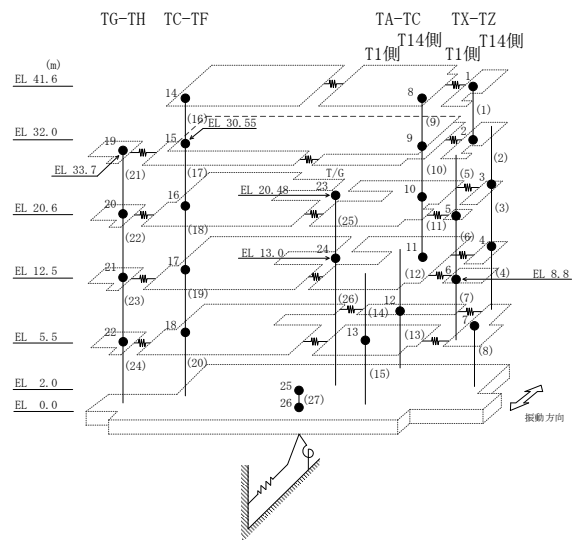 TG-TH TC-TF TA-TC TX-TZ
T14側 T14側
T1側 T1側
(m)
EL 41.6
14 8 1
(16) (9) (1)
EL 32.0
19 15 EL 30.55 9 2
EL 33.7
(21) (17) (10) (2)
T/G
EL 20.48 23 10 (5) 3
EL 20.6
20 16 (11) 5 (3)
(22) (18) (25) (6)
EL 13.0 24 11 4
EL 12.5
21 17 (12) 6 (4) EL 8.8
(23) (19) (26) (14) 12 (7)
EL 5.5
22 18 13 (13) 7
(24) (20) (15) (8)
EL 2.0
25
EL 0.0
26 (27)
振動方向